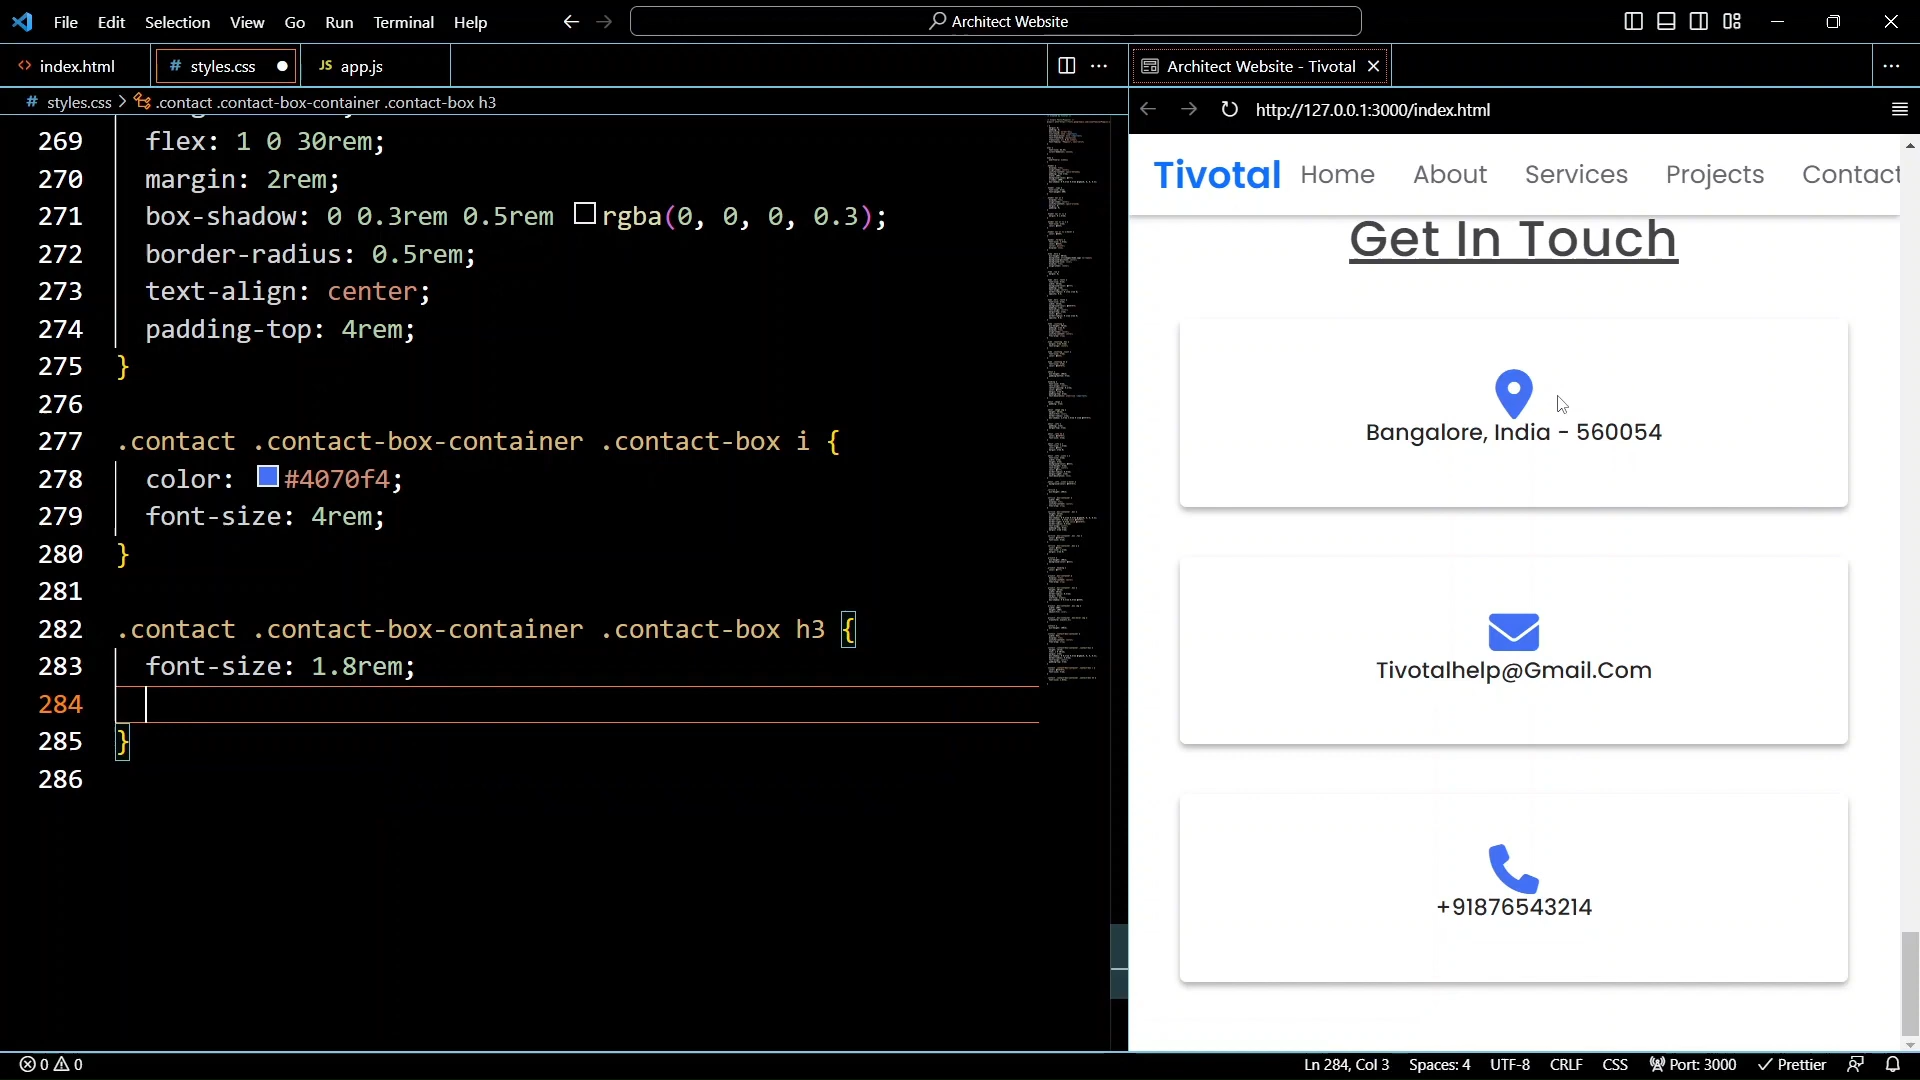 File Edit Selection View Go Run Terminal Help
Architect Website
<> index.html
# styles.css
JS app.js
Architect Website - Tivotal
# styles.css > .contact .contact-box-container .contact-box h3
http://127.0.0.1:3000/index.html
269 flex: 1 0 30rem;
270 margin: 2rem;
271 box-shadow: 0 0.3rem 0.5rem rgba(0, 0, 0, 0.3);
272 border-radius: 0.5rem;
273 text-align: center;
274 padding-top: 4rem;
275 }
276
277 .contact .contact-box-container .contact-box i {
278 color: #4070f4;
279 font-size: 4rem;
280 }
281
282 .contact .contact-box-container .contact-box h3 {
283 font-size: 1.8rem;
284
285 }
286
Tivotal Home About Services Projects Contact
Get In Touch
Bangalore, India - 560054
Tivotalhelp@Gmail.Com
+91876543214
0 0
Ln 284, Col 3 Spaces: 4 UTF-8 CRLF CSS Port: 3000 Prettier